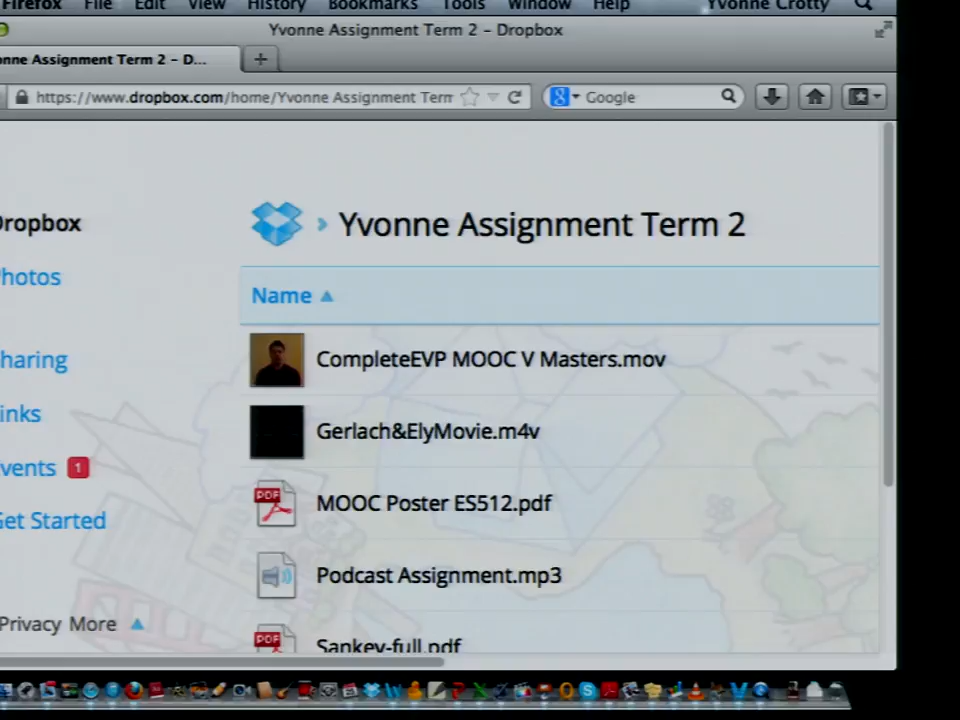 Firefox File Edit View History Bookmarks Tools Window Help Yvonne Crotty
Yvonne Assignment Term 2 – Dropbox
nne Assignment Term 2 – D...
https://www.dropbox.com/home/Yvonne Assignment Term
Google
Dropbox
Yvonne Assignment Term 2
Photos
Name
haring
CompleteEVP MOOC V Masters.mov
inks
Gerlach&ElyMovie.m4v
vents 1
PDF
MOOC Poster ES512.pdf
Get Started
Podcast Assignment.mp3
Privacy More
PDF
Sankey-full.pdf